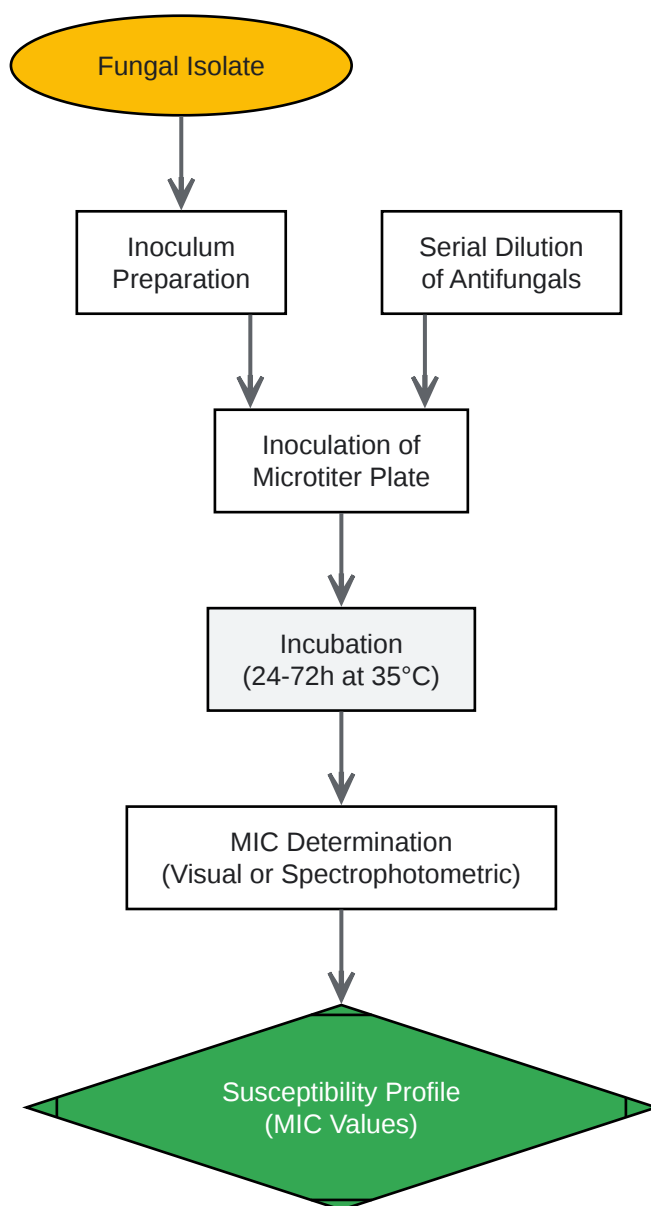 Fungal Isolate
Inoculum
Preparation
Serial Dilution
of Antifungals
Inoculation of
Microtiter Plate
Incubation
(24-72h at 35°C)
MIC Determination
(Visual or Spectrophotometric)
Susceptibility Profile
(MIC Values)